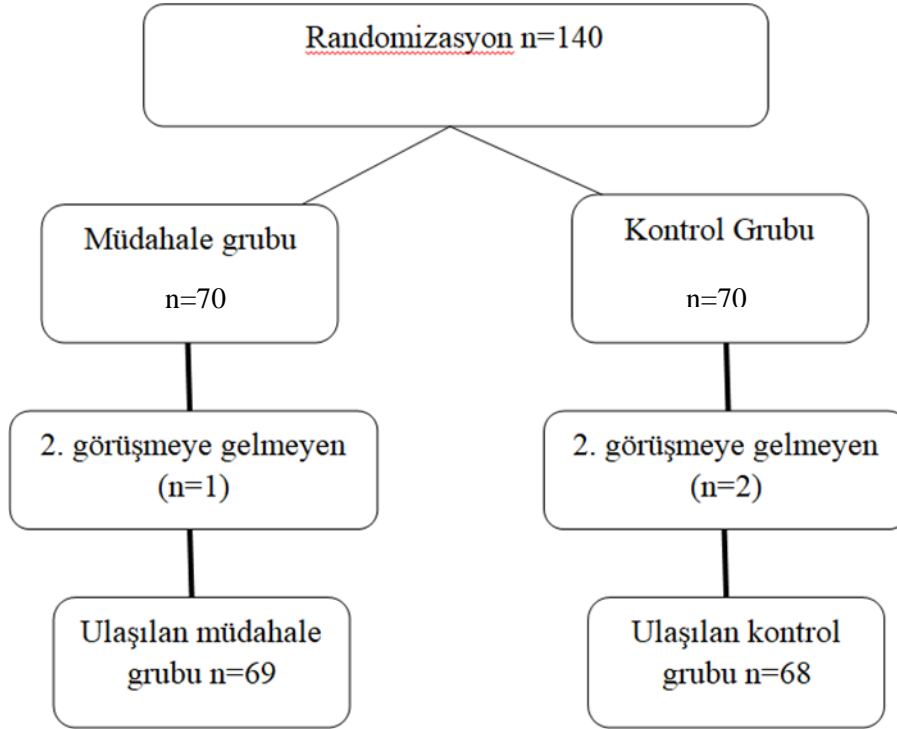 Randomizasyon n=140
Müdahale grubu
n=70
Kontrol Grubu
n=70
2. görüşmeye gelmeyen
(n=1)
2. görüşmeye gelmeyen
(n=2)
Ulaşılan müdahale
grubu n=69
Ulaşılan kontrol
grubu n=68